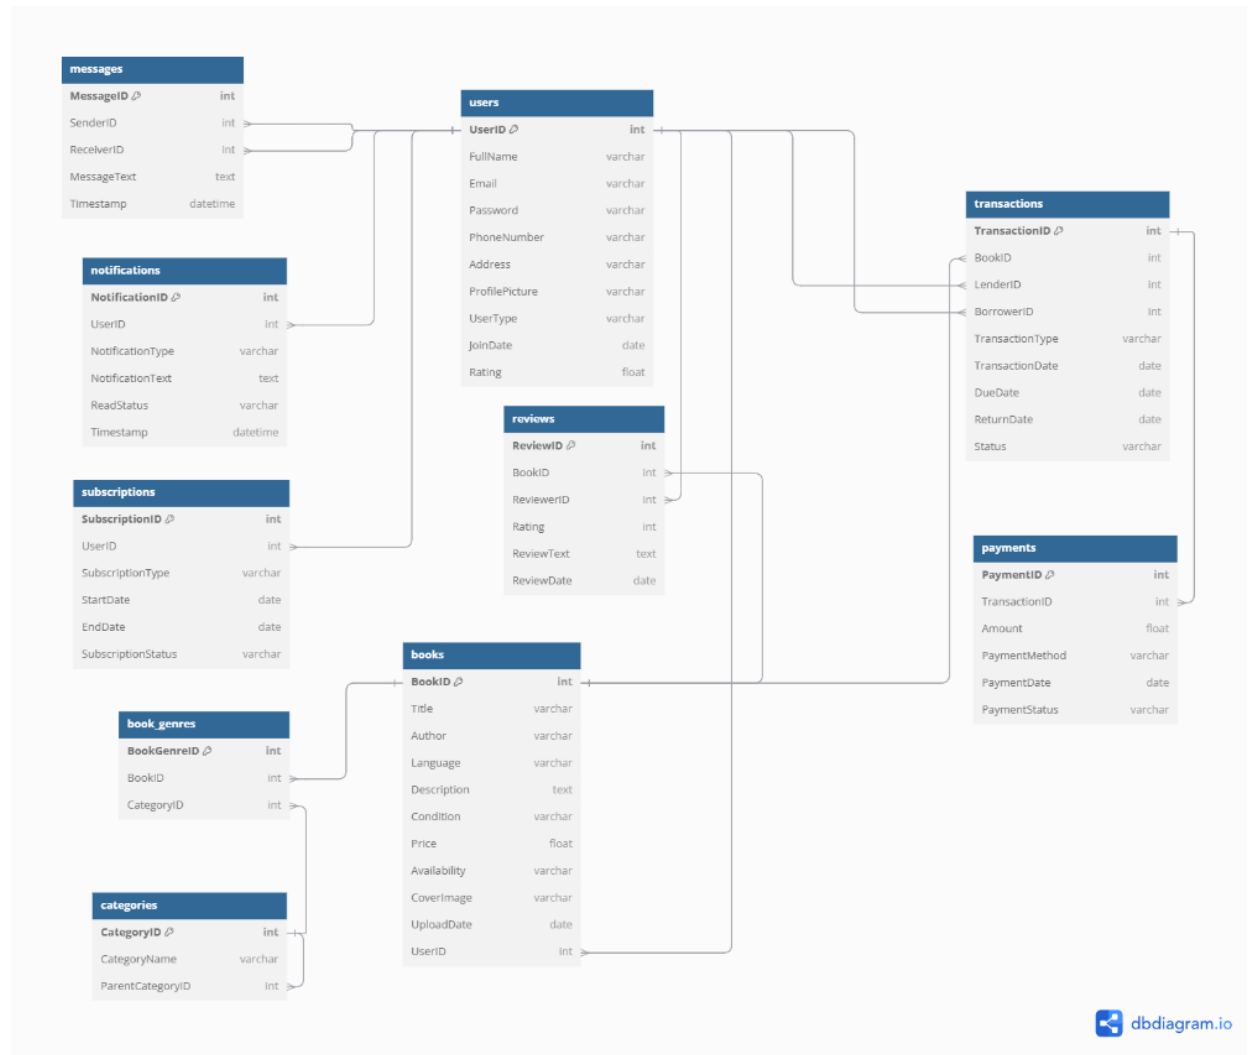 messages
MessageID int
SenderID int
ReceiverID int
MessageText text
Timestamp datetime
users
UserID int
FullName varchar
Email varchar
Password varchar
PhoneNumber varchar
Address varchar
ProfilePicture varchar
UserType varchar
JoinDate date
Rating float
transactions
TransactionID int
BookID int
LenderID int
BorrowerID int
TransactionType varchar
TransactionDate date
DueDate date
ReturnDate date
Status varchar
notifications
NotificationID int
UserID int
NotificationType varchar
NotificationText text
ReadStatus varchar
Timestamp datetime
reviews
ReviewID int
BookID int
ReviewerID int
Rating int
ReviewText text
ReviewDate date
subscriptions
SubscriptionID int
UserID int
SubscriptionType varchar
StartDate date
EndDate date
SubscriptionStatus varchar
payments
PaymentID int
TransactionID int
Amount float
PaymentMethod varchar
PaymentDate date
PaymentStatus varchar
books
BookID int
Title varchar
Author varchar
Language varchar
Description text
Condition varchar
Price float
Availability varchar
CoverImage varchar
UploadDate date
UserID int
book_genres
BookGenreID int
BookID int
CategoryID int
categories
CategoryID int
CategoryName varchar
ParentCategoryID int
dbdiagram.io